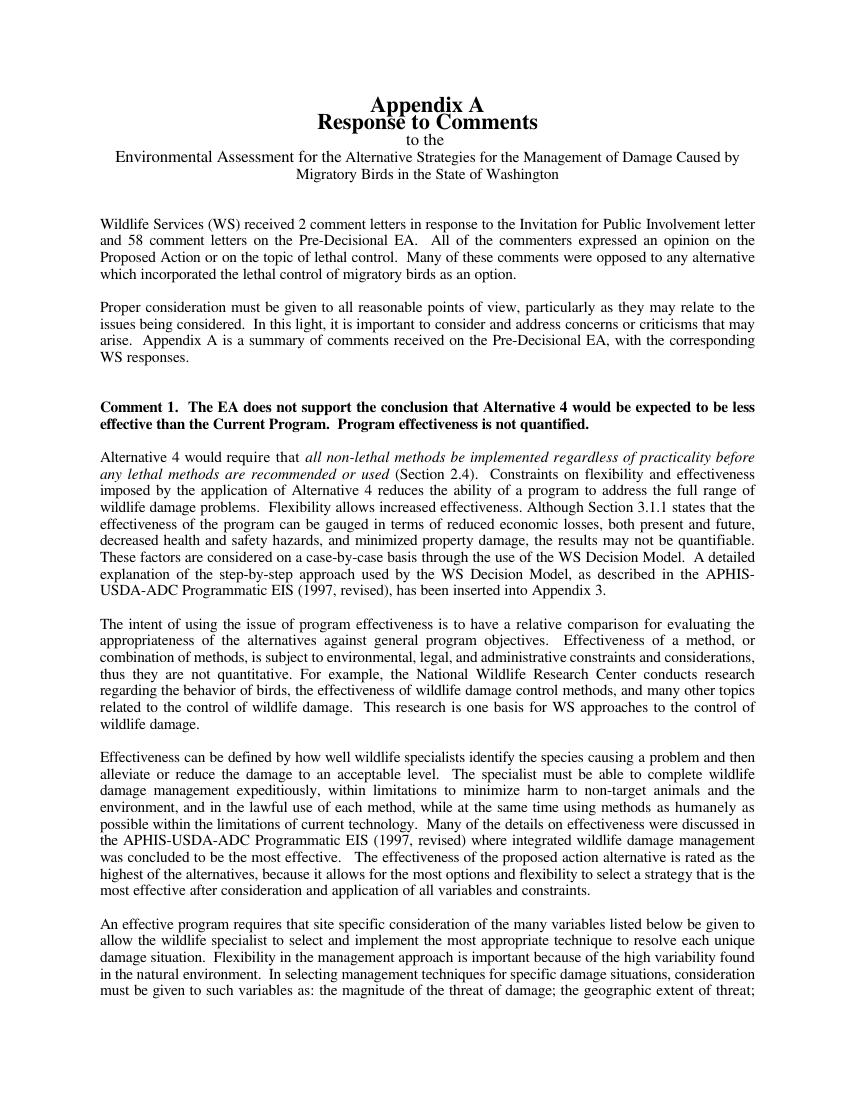 Appendix A
Response to Comments
to the
Environmental Assessment for the Alternative Strategies for the Management of Damage Caused by
Migratory Birds in the State of Washington
Wildlife Services (WS) received 2 comment letters in response to the Invitation for Public Involvement letter
and 58 comment letters on the Pre-Decisional EA. All of the commenters expressed an opinion on the
Proposed Action or on the topic of lethal control. Many of these comments were opposed to any alternative
which incorporated the lethal control of migratory birds as an option.
Proper consideration must be given to all reasonable points of view, particularly as they may relate to the
issues being considered. In this light, it is important to consider and address concerns or criticisms that may
arise. Appendix A is a summary of comments received on the Pre-Decisional EA, with the corresponding
WS responses.
Comment 1. The EA does not support the conclusion that Alternative 4 would be expected to be less
effective than the Current Program. Program effectiveness is not quantified.
Alternative 4 would require that all non-lethal methods be implemented regardless of practicality before
any lethal methods are recommended or used (Section 2.4). Constraints on flexibility and effectiveness
imposed by the application of Alternative 4 reduces the ability of a program to address the full range of
wildlife damage problems. Flexibility allows increased effectiveness. Although Section 3.1.1 states that the
effectiveness of the program can be gauged in terms of reduced economic losses, both present and future,
decreased health and safety hazards, and minimized property damage, the results may not be quantifiable.
These factors are considered on a case-by-case basis through the use of the WS Decision Model. A detailed
explanation of the step-by-step approach used by the WS Decision Model, as described in the APHIS-
USDA-ADC Programmatic EIS (1997, revised), has been inserted into Appendix 3.
The intent of using the issue of program effectiveness is to have a relative comparison for evaluating the
appropriateness of the alternatives against general program objectives. Effectiveness of a method, or
combination of methods, is subject to environmental, legal, and administrative constraints and considerations,
thus they are not quantitative. For example, the National Wildlife Research Center conducts research
regarding the behavior of birds, the effectiveness of wildlife damage control methods, and many other topics
related to the control of wildlife damage. This research is one basis for WS approaches to the control of
wildlife damage.
Effectiveness can be defined by how well wildlife specialists identify the species causing a problem and then
alleviate or reduce the damage to an acceptable level. The specialist must be able to complete wildlife
damage management expeditiously, within limitations to minimize harm to non-target animals and the
environment, and in the lawful use of each method, while at the same time using methods as humanely as
possible within the limitations of current technology. Many of the details on effectiveness were discussed in
the APHIS-USDA-ADC Programmatic EIS (1997, revised) where integrated wildlife damage management
was concluded to be the most effective. The effectiveness of the proposed action alternative is rated as the
highest of the alternatives, because it allows for the most options and flexibility to select a strategy that is the
most effective after consideration and application of all variables and constraints.
An effective program requires that site specific consideration of the many variables listed below be given to
allow the wildlife specialist to select and implement the most appropriate technique to resolve each unique
damage situation. Flexibility in the management approach is important because of the high variability found
in the natural environment. In selecting management techniques for specific damage situations, consideration
must be given to such variables as: the magnitude of the threat of damage; the geographic extent of threat;